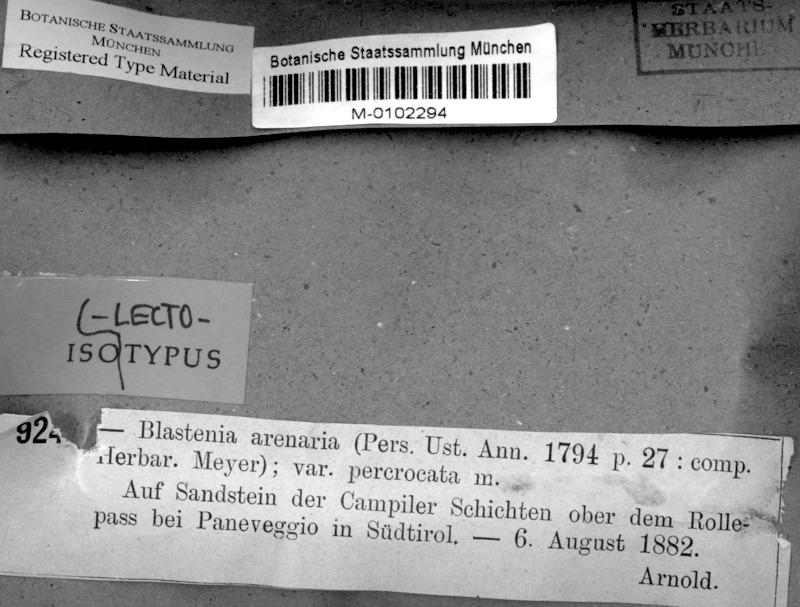 BOTANISCHE STAATSSAMMLUNG
MÜNCHEN
Registered Type Material
Botanische Staatssammlung München
M-0102294
STAATS-
HERBARIUM
MÜNCHE
(-LECTO-
ISOTYPUS
924. — Blastenia arenaria (Pers. Ust. Ann. 1794 p. 27 : comp.
Herbar. Meyer); var. percrocata m.
Auf Sandstein der Campiler Schichten ober dem Rolle-
pass bei Paneveggio in Südtirol. — 6. August 1882.
Arnold.